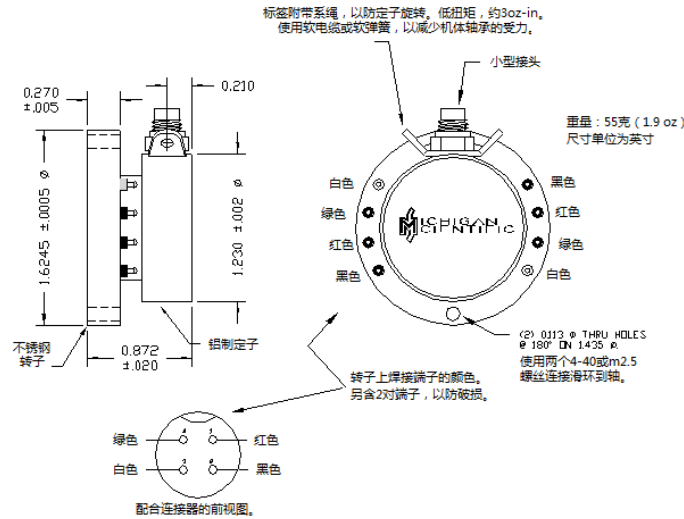 标签附带系绳，以防定子旋转。低扭矩，约3oz-in。
使用软电缆或软弹簧，以减少机体轴承的受力。
小型接头
0.270
±.005
0.210
重量：55克（1.9 oz）
尺寸单位为英寸
白色
黑色
绿色
红色
MICHIGAN
SCIENTIFIC
红色
绿色
黑色
白色
1.6245 ±.0005 ø
1.230 ±.002 ø
(2) 0.113 ø THRU HOLES
@ 180° ON 1.435 ø.
使用两个4-40或m2.5
螺丝连接滑环到轴。
不锈钢
转子
0.872
±.020
铝制定子
转子上焊接端子的颜色。
另含2对端子，以防破损。
绿色
红色
白色
黑色
配合连接器的前视图。